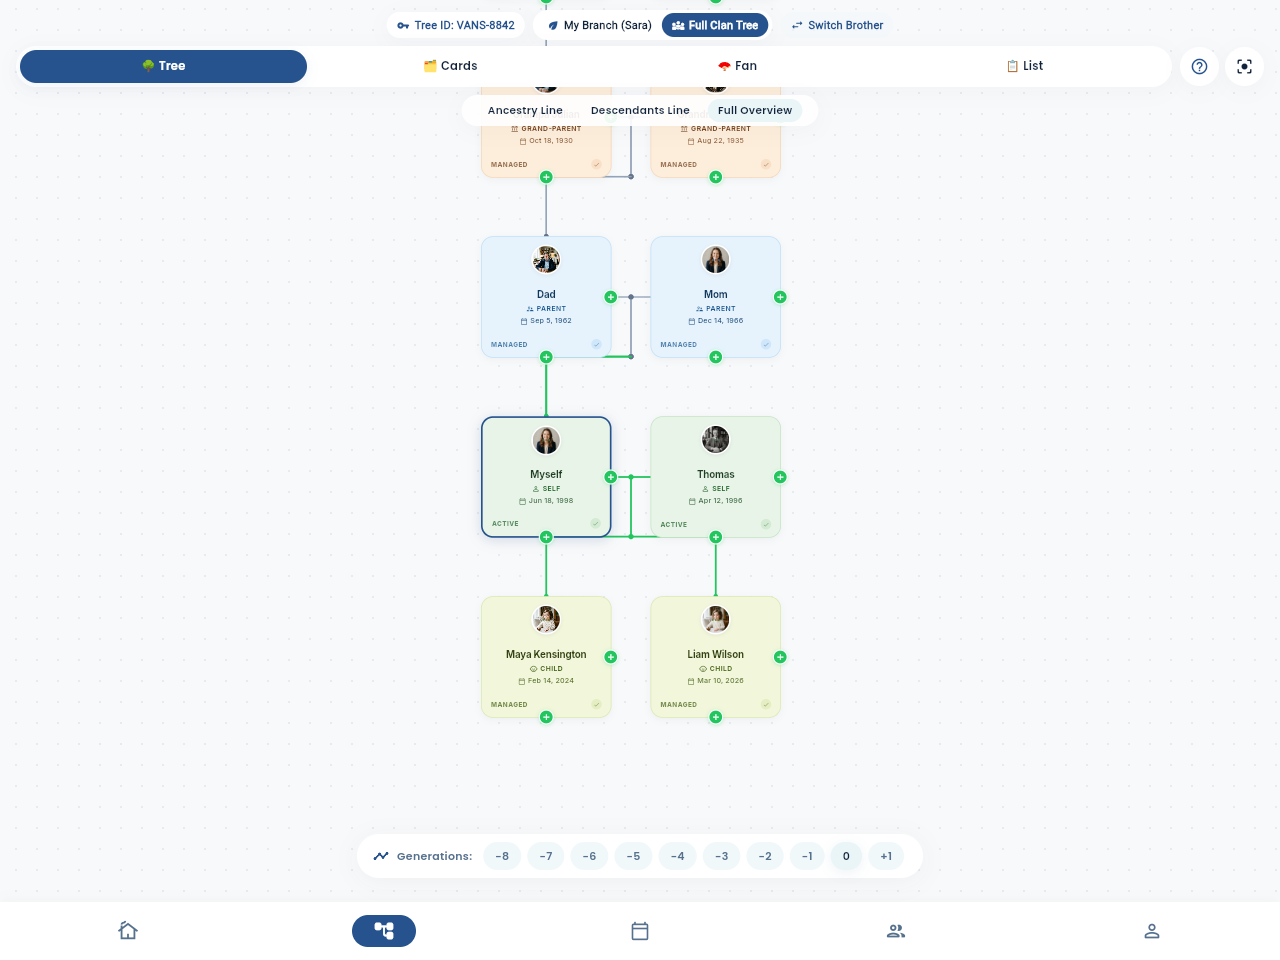 Tree ID: VANS-8842
My Branch (Sara)
Full Clan Tree
Switch Brother
Tree
Cards
Fan
List
Ancestry Line
Descendants Line
Full Overview
GRAND-PARENT
Oct 18, 1930
MANAGED
GRAND-PARENT
Aug 22, 1935
MANAGED
Dad
PARENT
Sep 5, 1962
MANAGED
Mom
PARENT
Dec 14, 1966
MANAGED
Myself
SELF
Jun 18, 1998
ACTIVE
Thomas
SELF
Apr 12, 1996
ACTIVE
Maya Kensington
CHILD
Feb 14, 2024
MANAGED
Liam Wilson
CHILD
Mar 10, 2026
MANAGED
Generations: -8 -7 -6 -5 -4 -3 -2 -1 0 +1